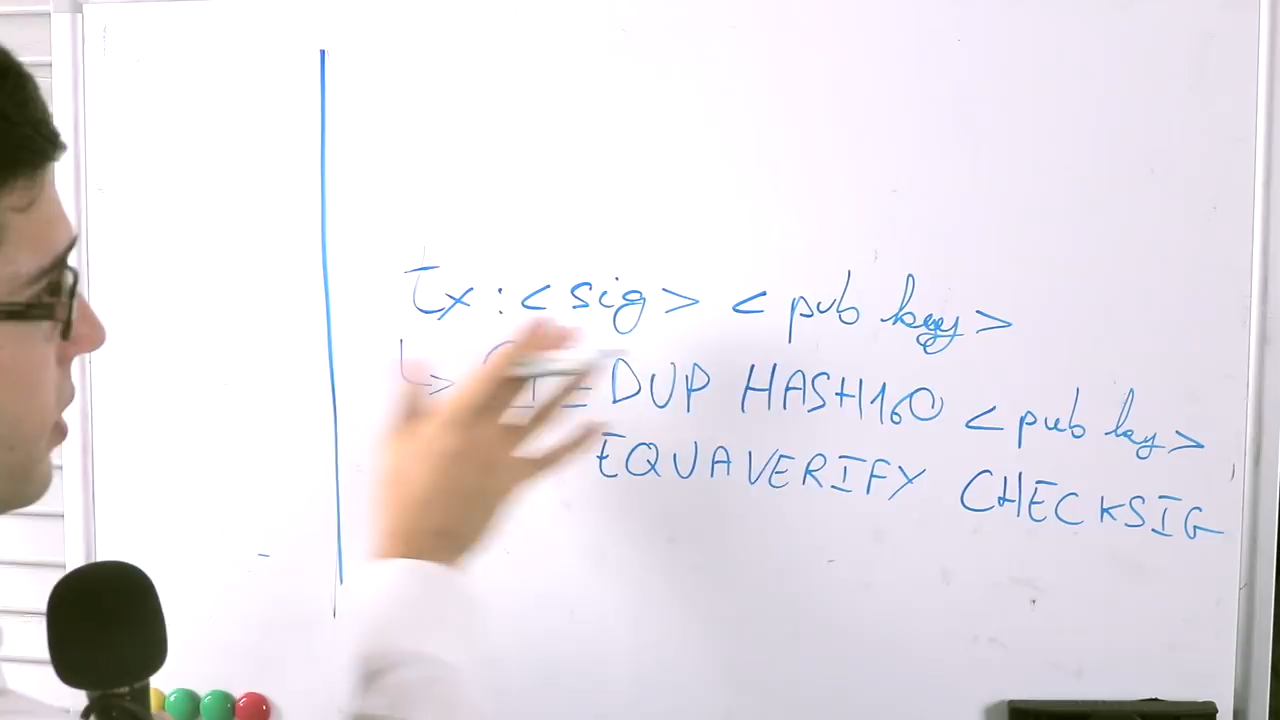 tx : <sig> <pub key>
DUP HASH160 <pub key>
EQUAVERIFY CHECKSIG